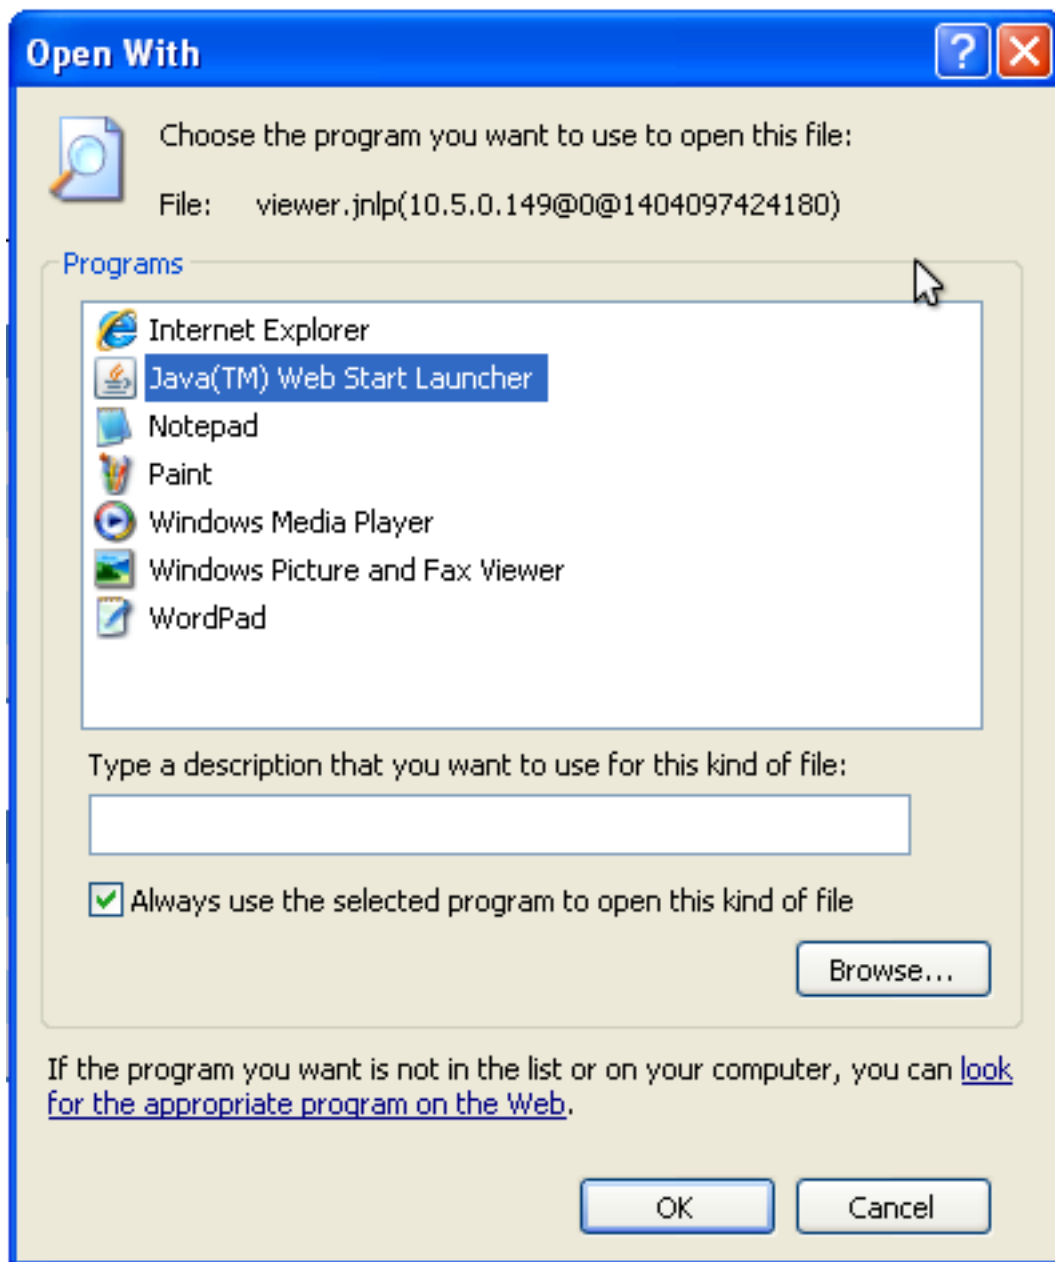 Open With
Choose the program you want to use to open this file:
File: viewer.jnlp(10.5.0.149@0@1404097424180)
Programs
Internet Explorer
Java(TM) Web Start Launcher
Notepad
Paint
Windows Media Player
Windows Picture and Fax Viewer
WordPad
Type a description that you want to use for this kind of file:
Always use the selected program to open this kind of file
Browse...
If the program you want is not in the list or on your computer, you can look
for the appropriate program on the Web.
OK
Cancel